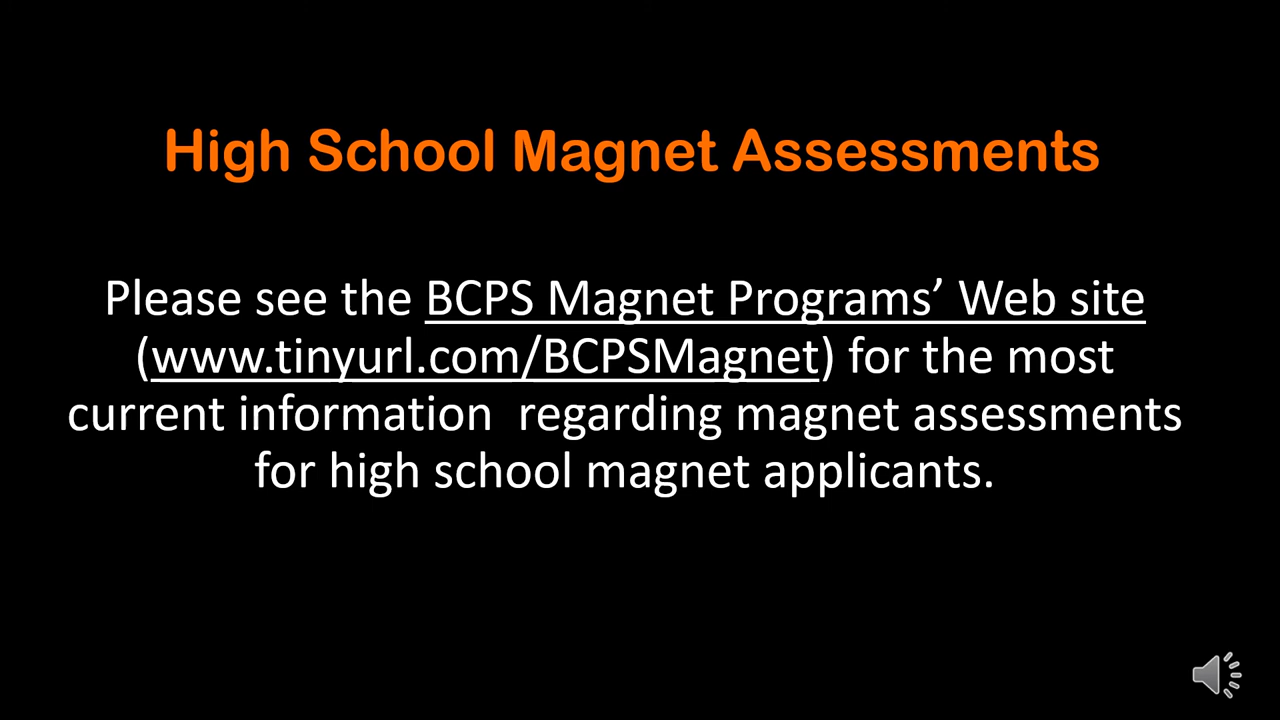 High School Magnet Assessments
Please see the BCPS Magnet Programs’ Web site
(www.tinyurl.com/BCPSMagnet) for the most
current information  regarding magnet assessments
for high school magnet applicants.